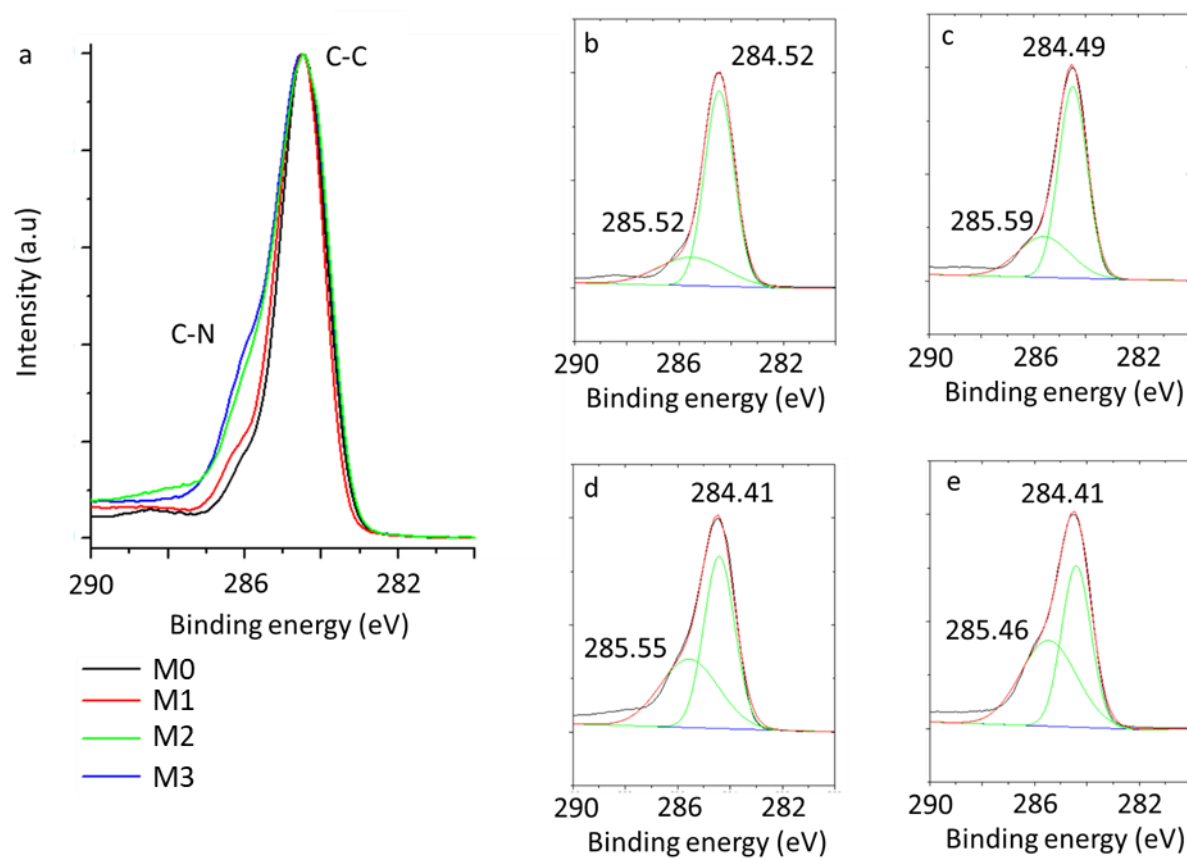 a
C-C
C-N
Intensity (a.u)
290 286 282
Binding energy (eV)
M0
M1
M2
M3
b
284.52
285.52
290 286 282
Binding energy (eV)
c
284.49
285.59
290 286 282
Binding energy (eV)
d
284.41
285.55
290 286 282
Binding energy (eV)
e
284.41
285.46
290 286 282
Binding energy (eV)